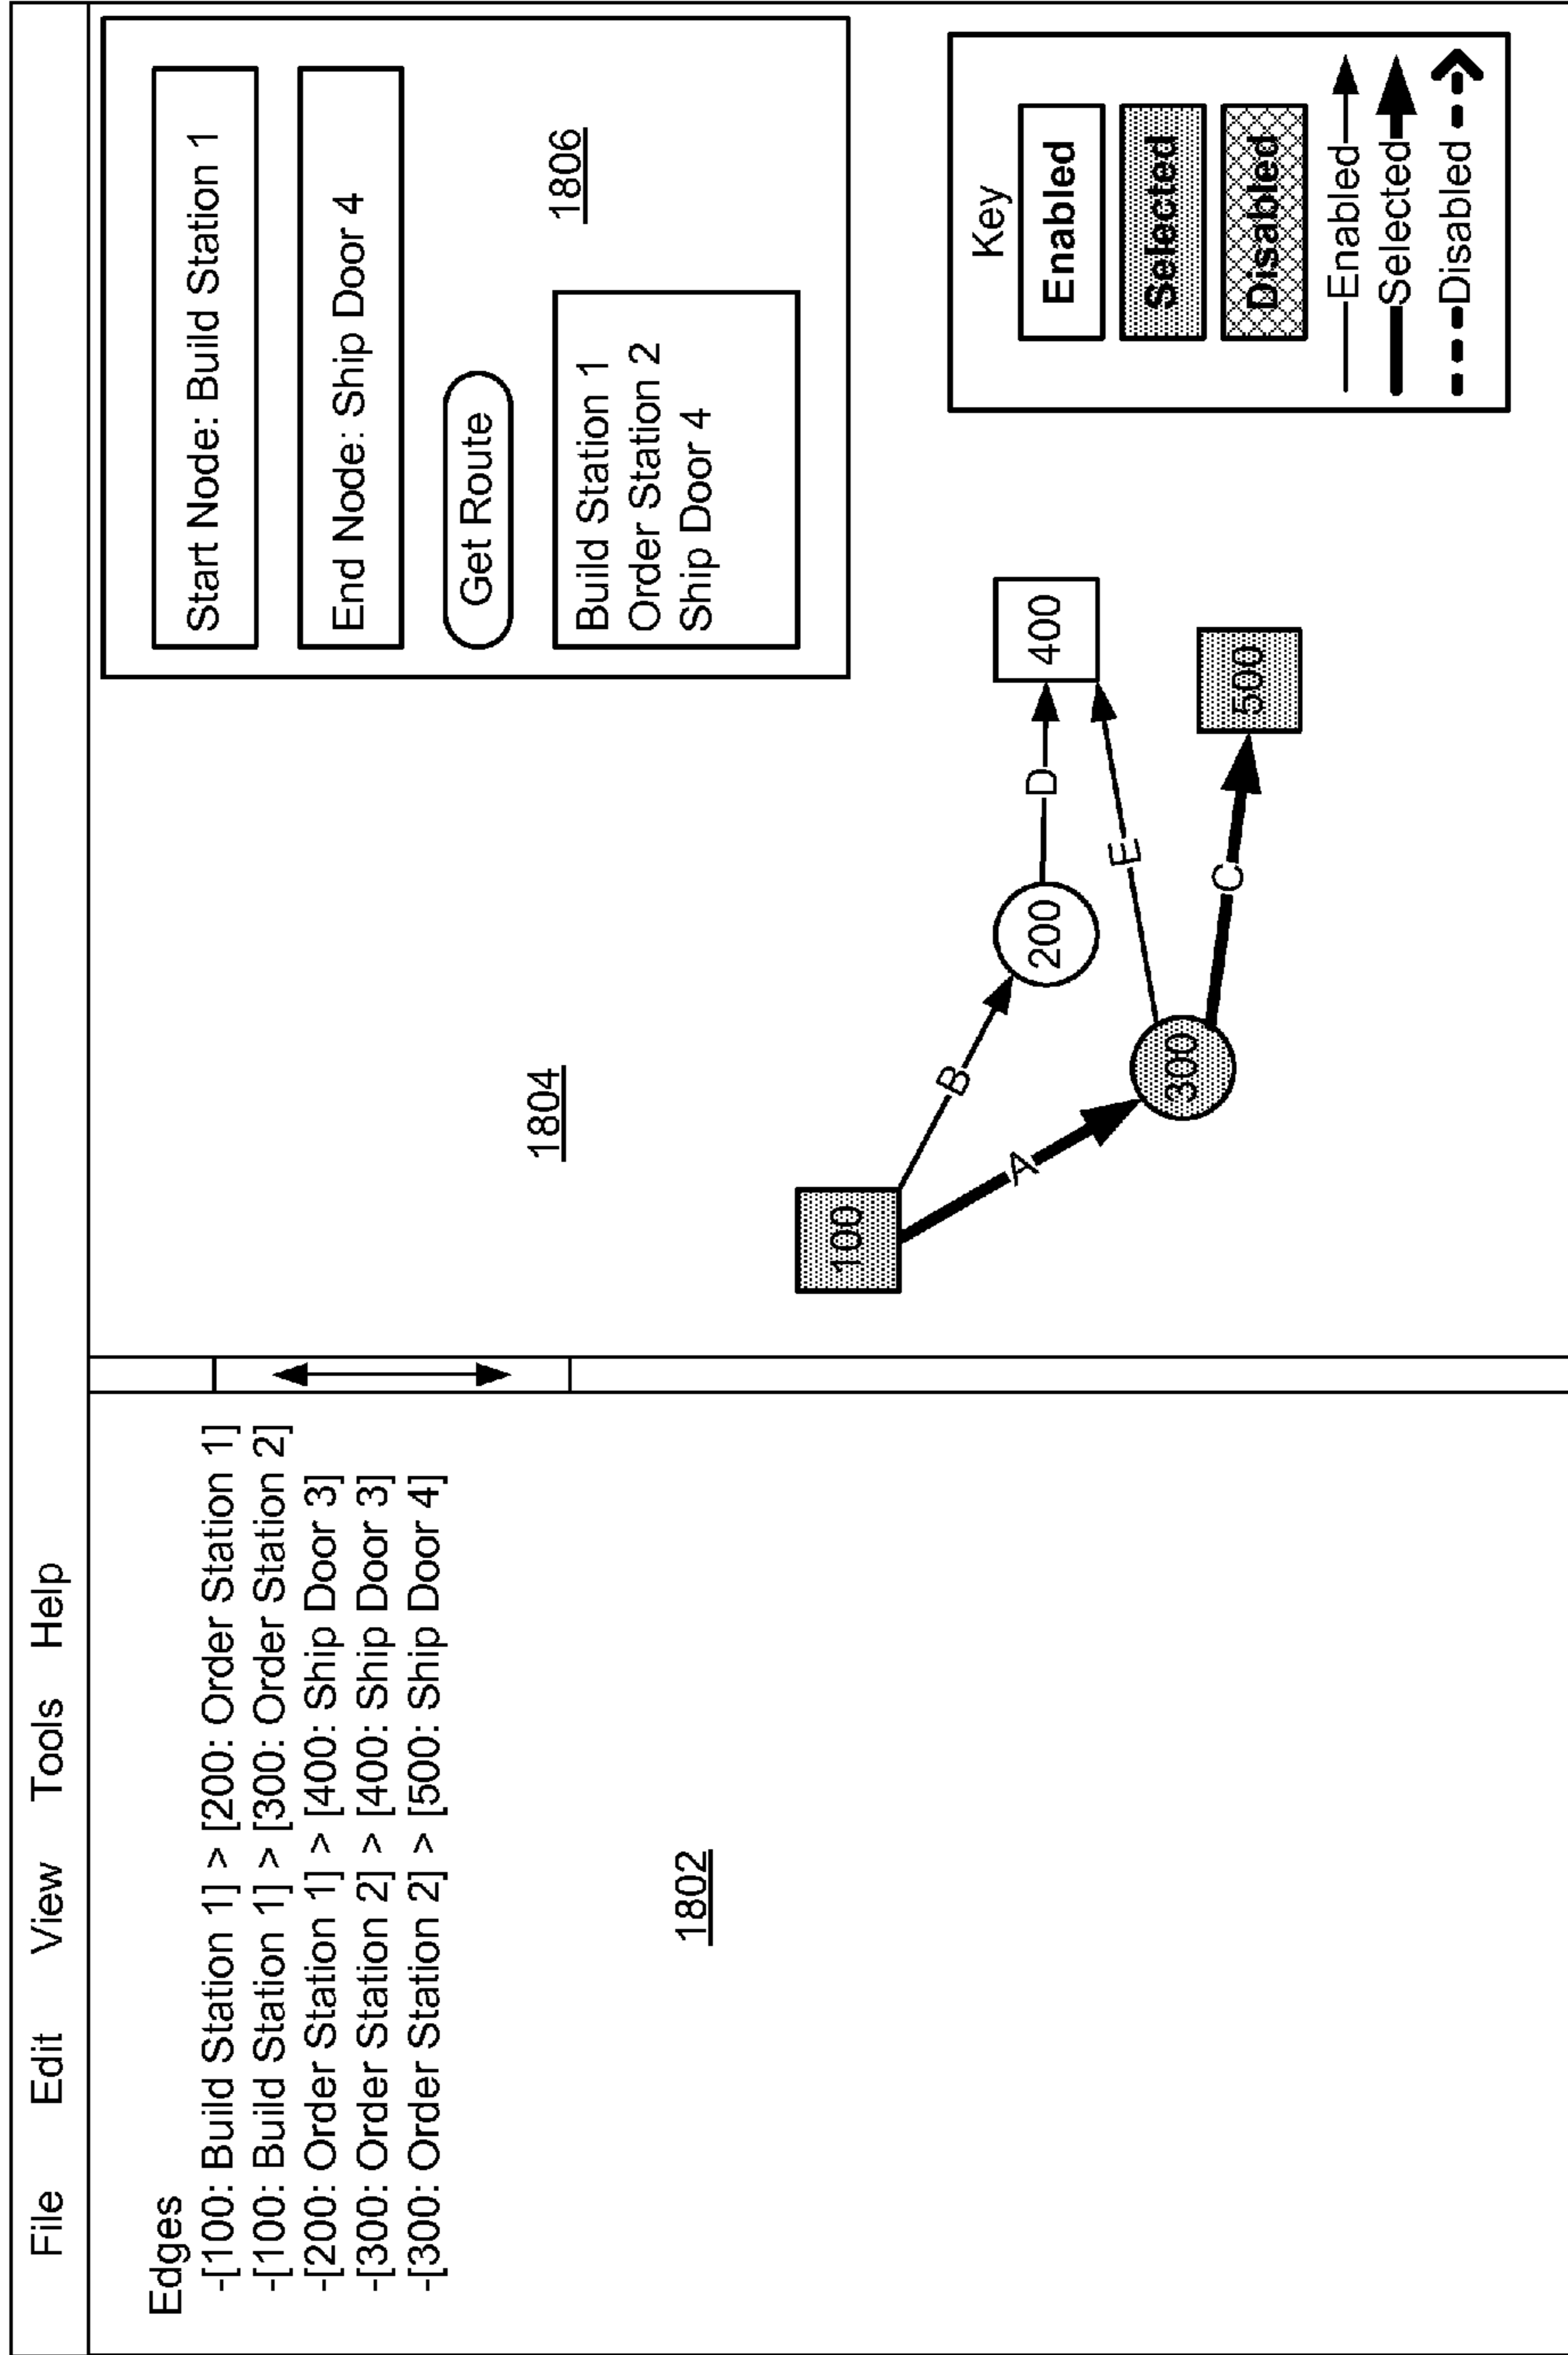 File Edit View Tools Help
Edges
-[100: Build Station 1] > [200: Order Station 1]
-[100: Build Station 1] > [300: Order Station 2]
-[200: Order Station 1] > [400: Ship Door 3]
-[300: Order Station 2] > [400: Ship Door 3]
-[300: Order Station 2] > [500: Ship Door 4]
1802
1804
100
B
A
200
300
D
E
C
400
500
Start Node: Build Station 1
End Node: Ship Door 4
Get Route
Build Station 1
Order Station 2
Ship Door 4
1806
Key
Enabled
Selected
Disabled
Enabled
Selected
Disabled